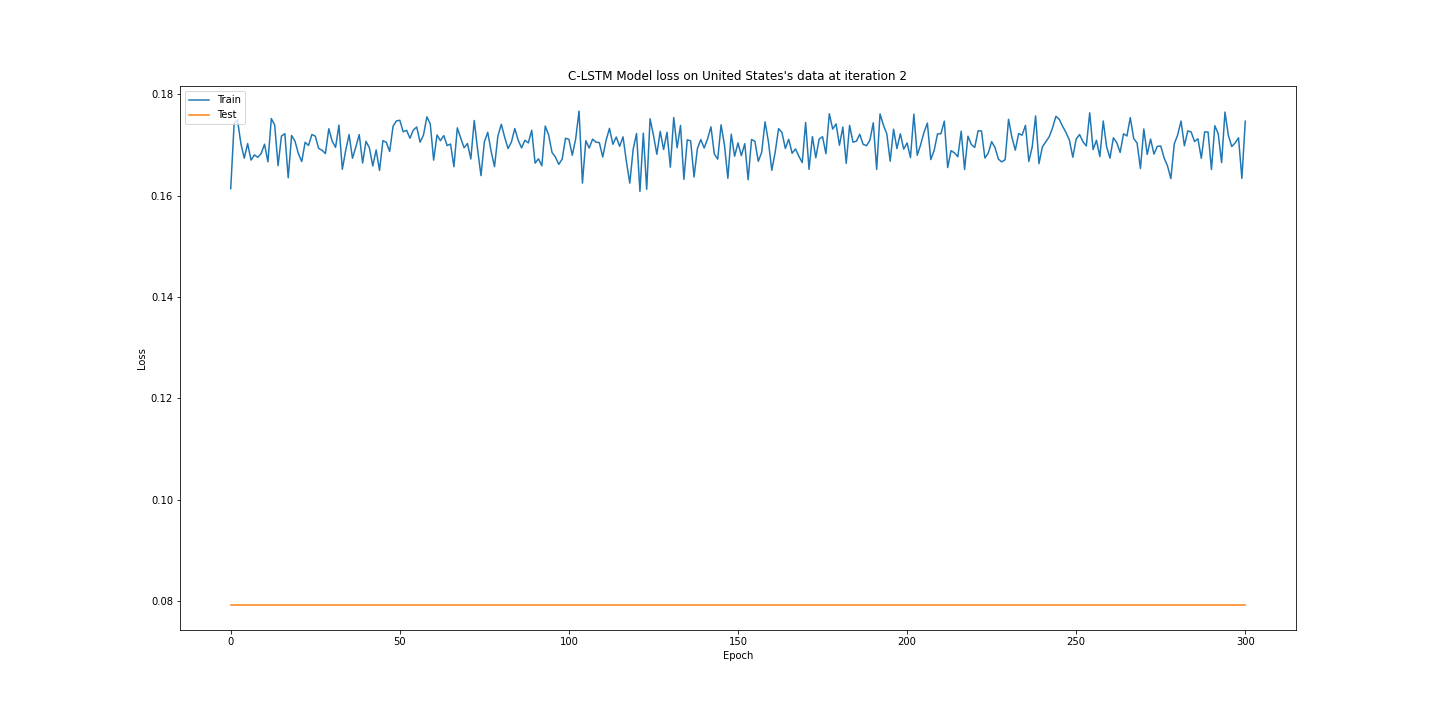 C-LSTM Model loss on United States's data at iteration 2
Train
Test
0.18
0.16
0.14
0.12
0.10
0.08
Loss
0
50
100
150
200
250
300
Epoch